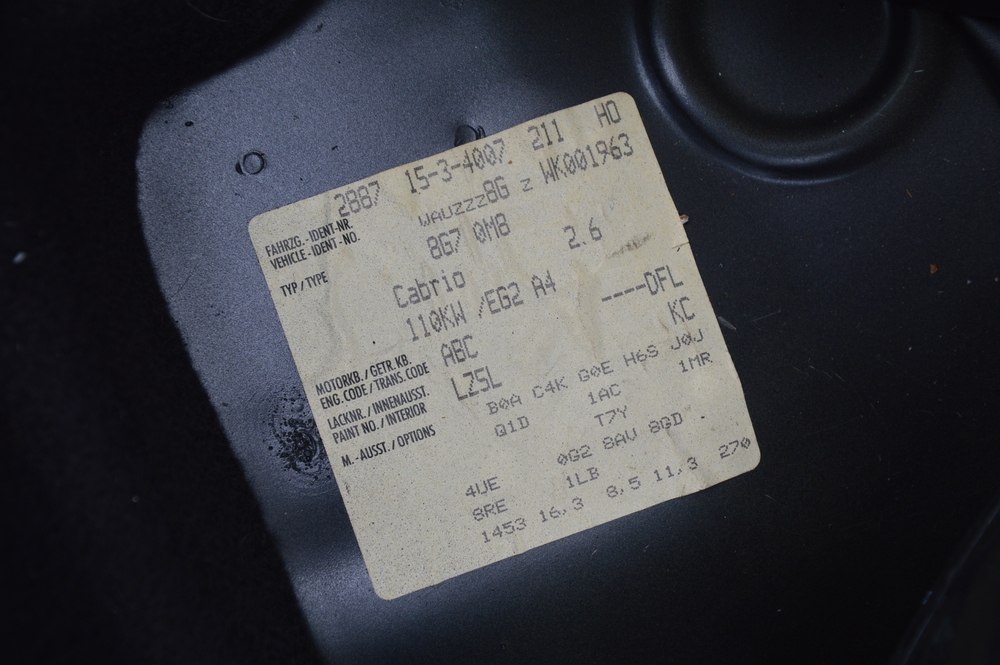 2887 15-3-4007 211 HO
FAHRZG.-IDENT-NR. WAUZZZ8G Z WK001963
VEHICLE-IDENT-NO.
8G7 0M8 2.6
TYP/TYPE
Cabrio
110KW /EG2 A4 ----DFL
MOTORKB./GETR.KB. ABC KC
ENG.CODE/TRANS.CODE
LACKNR./INNENAUSST. LZ5L
PAINT NO./INTERIOR
M.-AUSST./OPTIONS B0A C4K G0E H6S J0J
Q1D 1AC 1MR
T7Y
4UE 0G2 8AV 8GD
8RE 1LB
1453 16,3 8,5 11,3 270